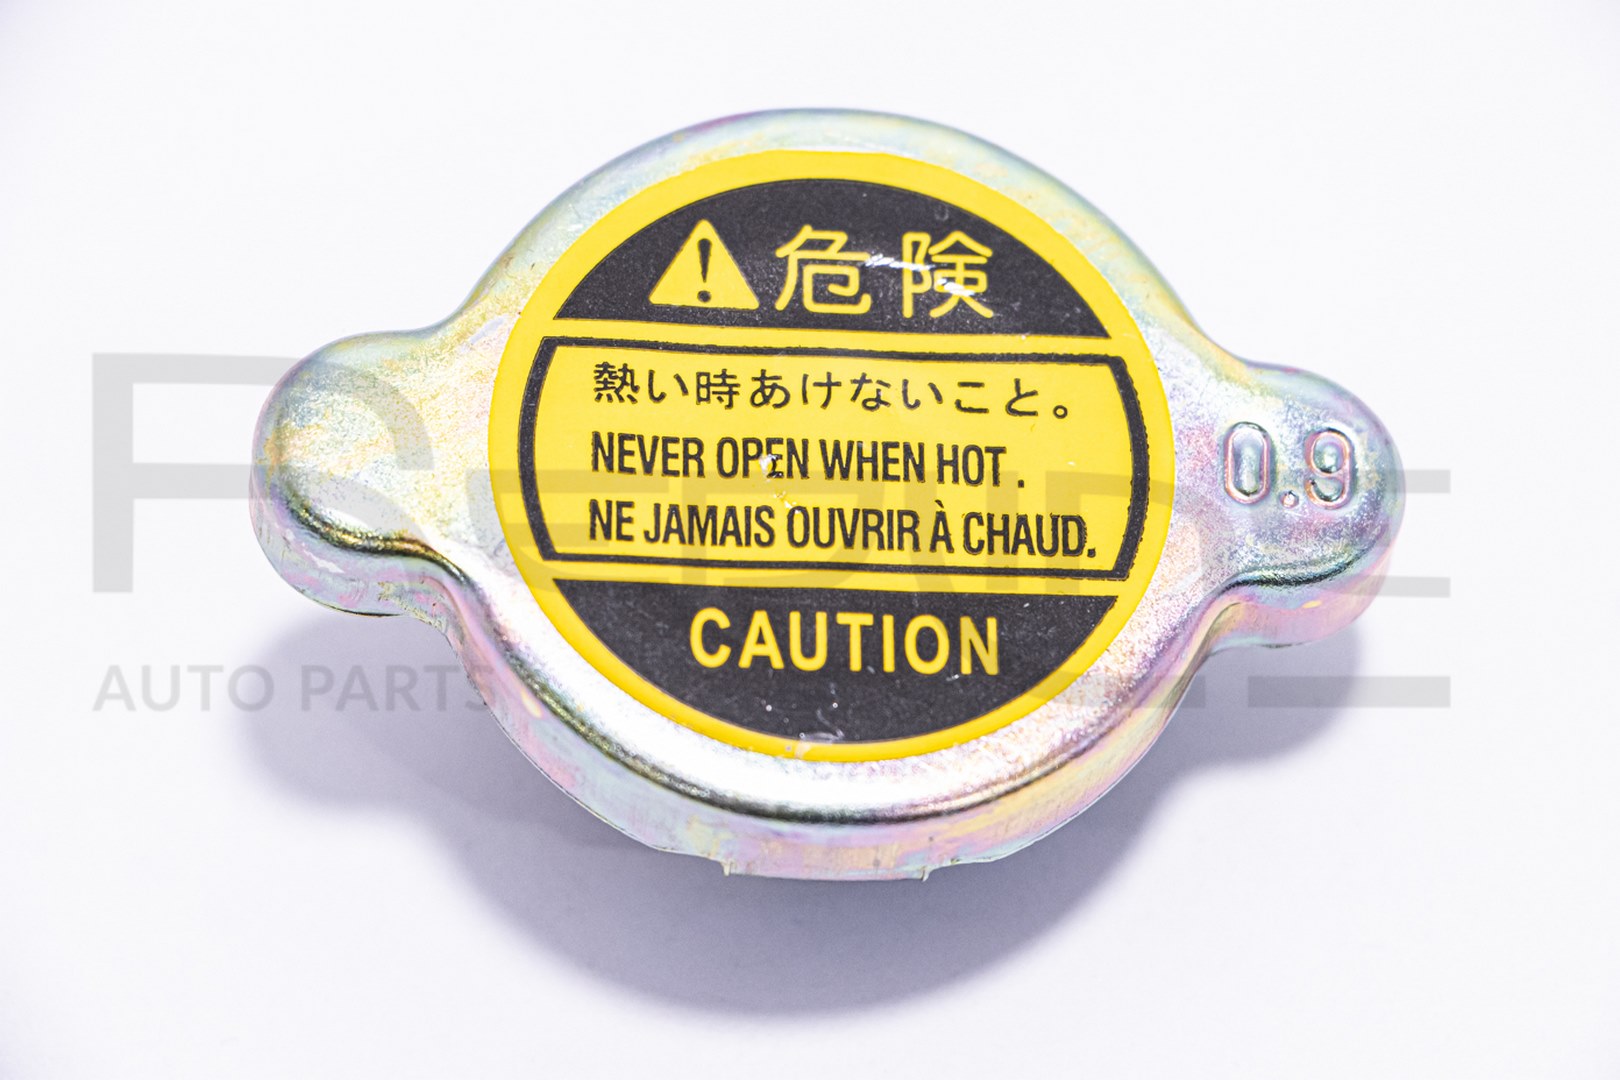 危険
熱い時あけないこと。
NEVER OPEN WHEN HOT.
NE JAMAIS OUVRIR À CHAUD.
CAUTION
0.9
AUTO PARTS